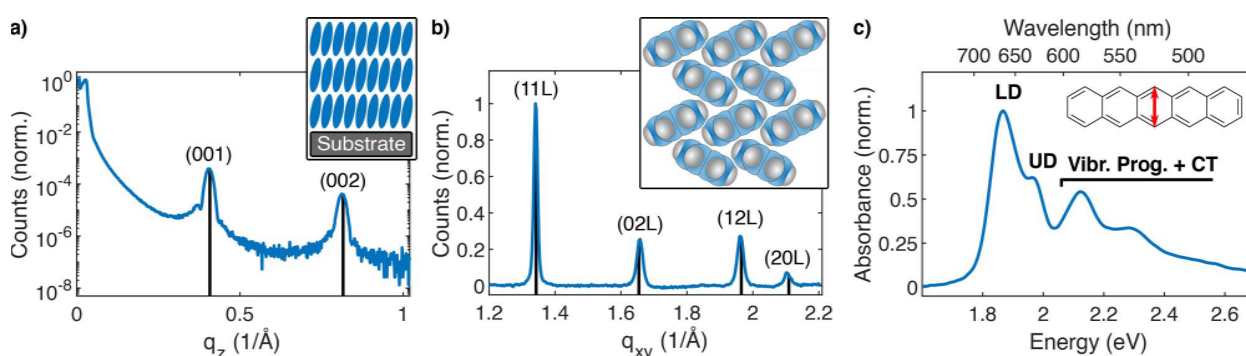 a)
Counts (norm.)
10^0
10^-2
10^-4
10^-6
10^-8
(001)
(002)
Substrate
0
0.5
1
q_z (1/Å)
b)
Counts (norm.)
1
0.8
0.6
0.4
0.2
0
(11L)
(02L)
(12L)
(20L)
1.2 1.4 1.6 1.8 2 2.2
q_xy (1/Å)
c)
Wavelength (nm)
700 650 600 550 500
Absorbance (norm.)
1
0.75
0.5
0.25
0
LD
UD
Vibr. Prog. + CT
1.8 2 2.2 2.4 2.6
Energy (eV)